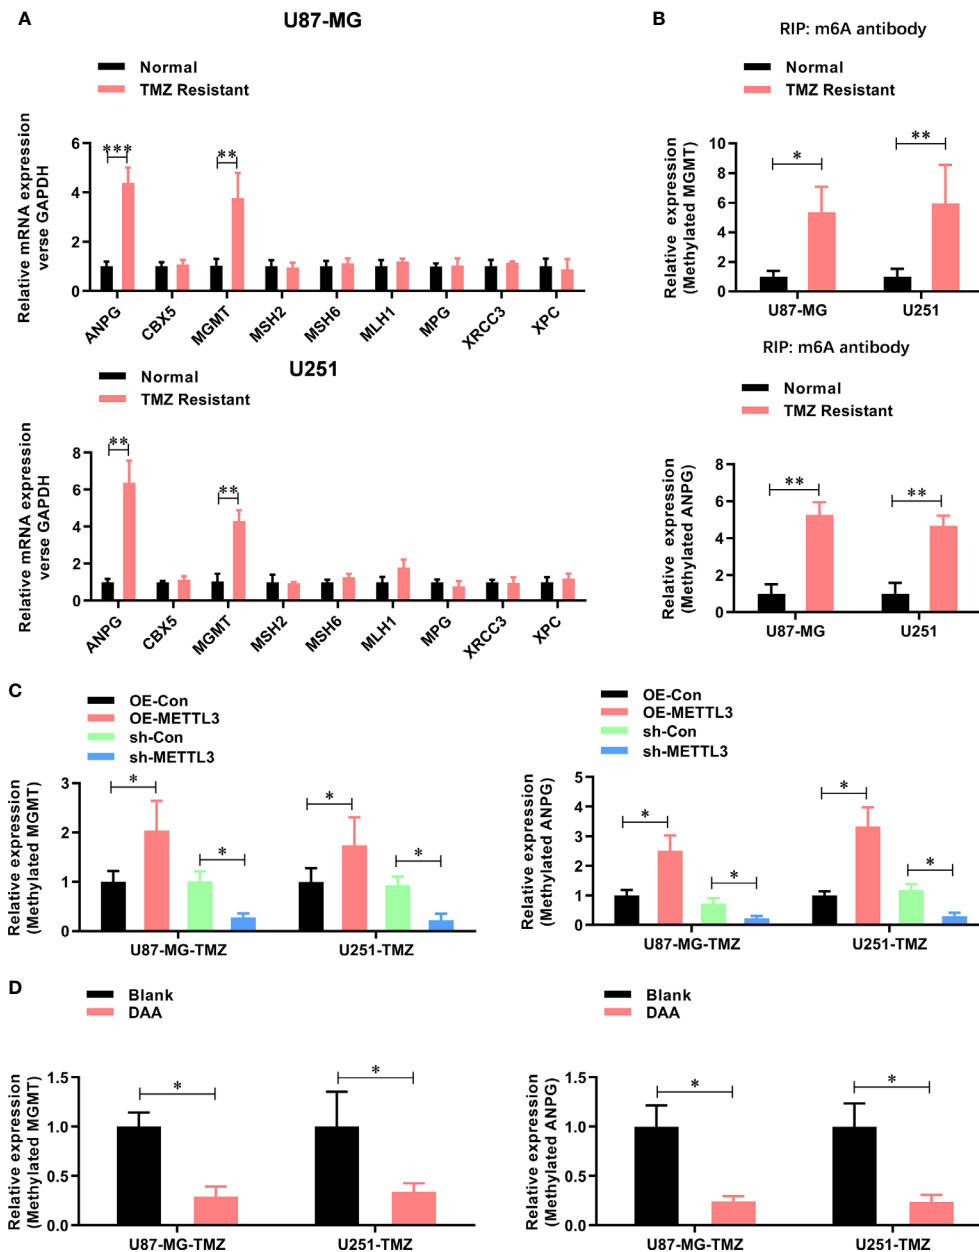 A
U87-MG
Normal
TMZ Resistant
Relative mRNA expression
verse GAPDH
6
4
2
0
***
**
ANPG
CBX5
MGMT
MSH2
MSH6
MLH1
MPG
XRCC3
XPC
U251
Normal
TMZ Resistant
Relative mRNA expression
verse GAPDH
8
6
4
2
0
**
**
ANPG
CBX5
MGMT
MSH2
MSH6
MLH1
MPG
XRCC3
XPC
B
RIP: m6A antibody
Normal
TMZ Resistant
Relative expression
(Methylated MGMT)
10
8
6
4
2
0
*
**
U87-MG
U251
RIP: m6A antibody
Normal
TMZ Resistant
Relative expression
(Methylated ANPG)
8
6
4
2
0
**
**
U87-MG
U251
C
OE-Con
OE-METTL3
sh-Con
sh-METTL3
Relative expression
(Methylated MGMT)
3
2
1
0
*
*
*
*
U87-MG-TMZ
U251-TMZ
OE-Con
OE-METTL3
sh-Con
sh-METTL3
Relative expression
(Methylated ANPG)
5
4
3
2
1
0
*
*
*
*
U87-MG-TMZ
U251-TMZ
D
Blank
DAA
Relative expression
(Methylated MGMT)
1.5
1.0
0.5
0.0
*
*
U87-MG-TMZ
U251-TMZ
Blank
DAA
Relative expression
(Methylated ANPG)
1.5
1.0
0.5
0.0
*
*
U87-MG-TMZ
U251-TMZ